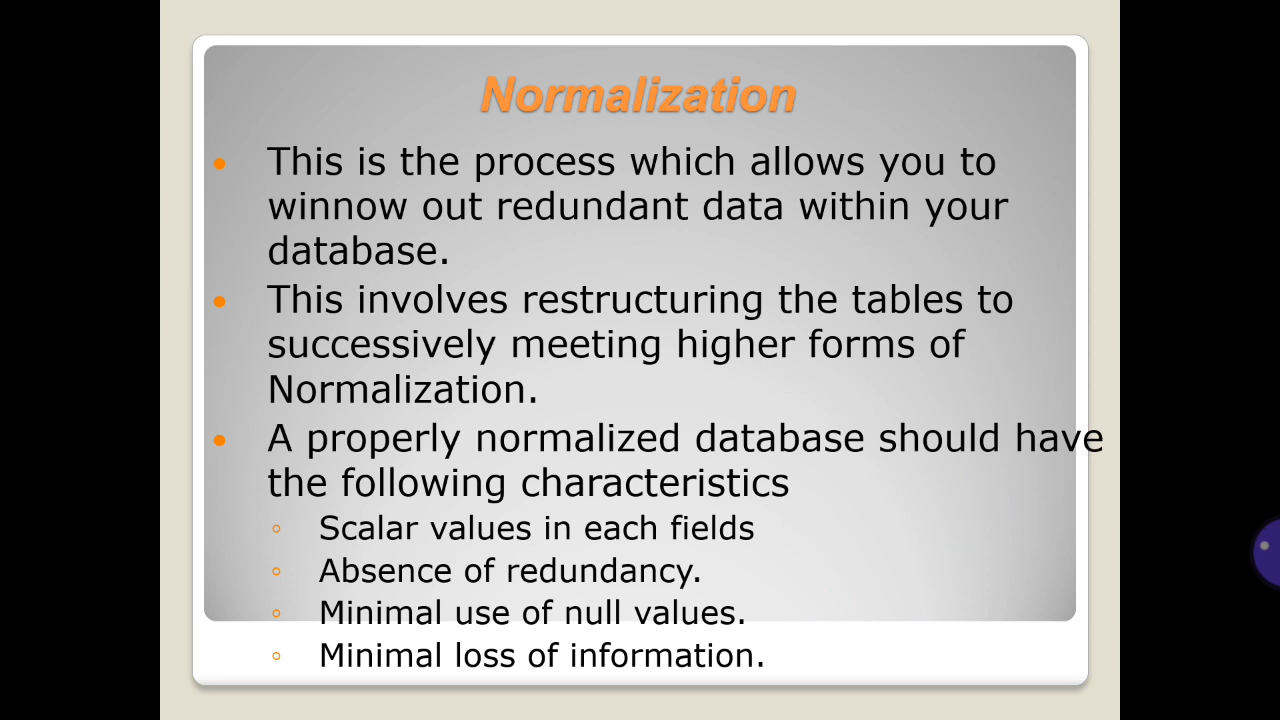 Normalization
• This is the process which allows you to
winnow out redundant data within your
database.
• This involves restructuring the tables to
successively meeting higher forms of
Normalization.
• A properly normalized database should have
the following characteristics
◦ Scalar values in each fields
◦ Absence of redundancy.
◦ Minimal use of null values.
◦ Minimal loss of information.